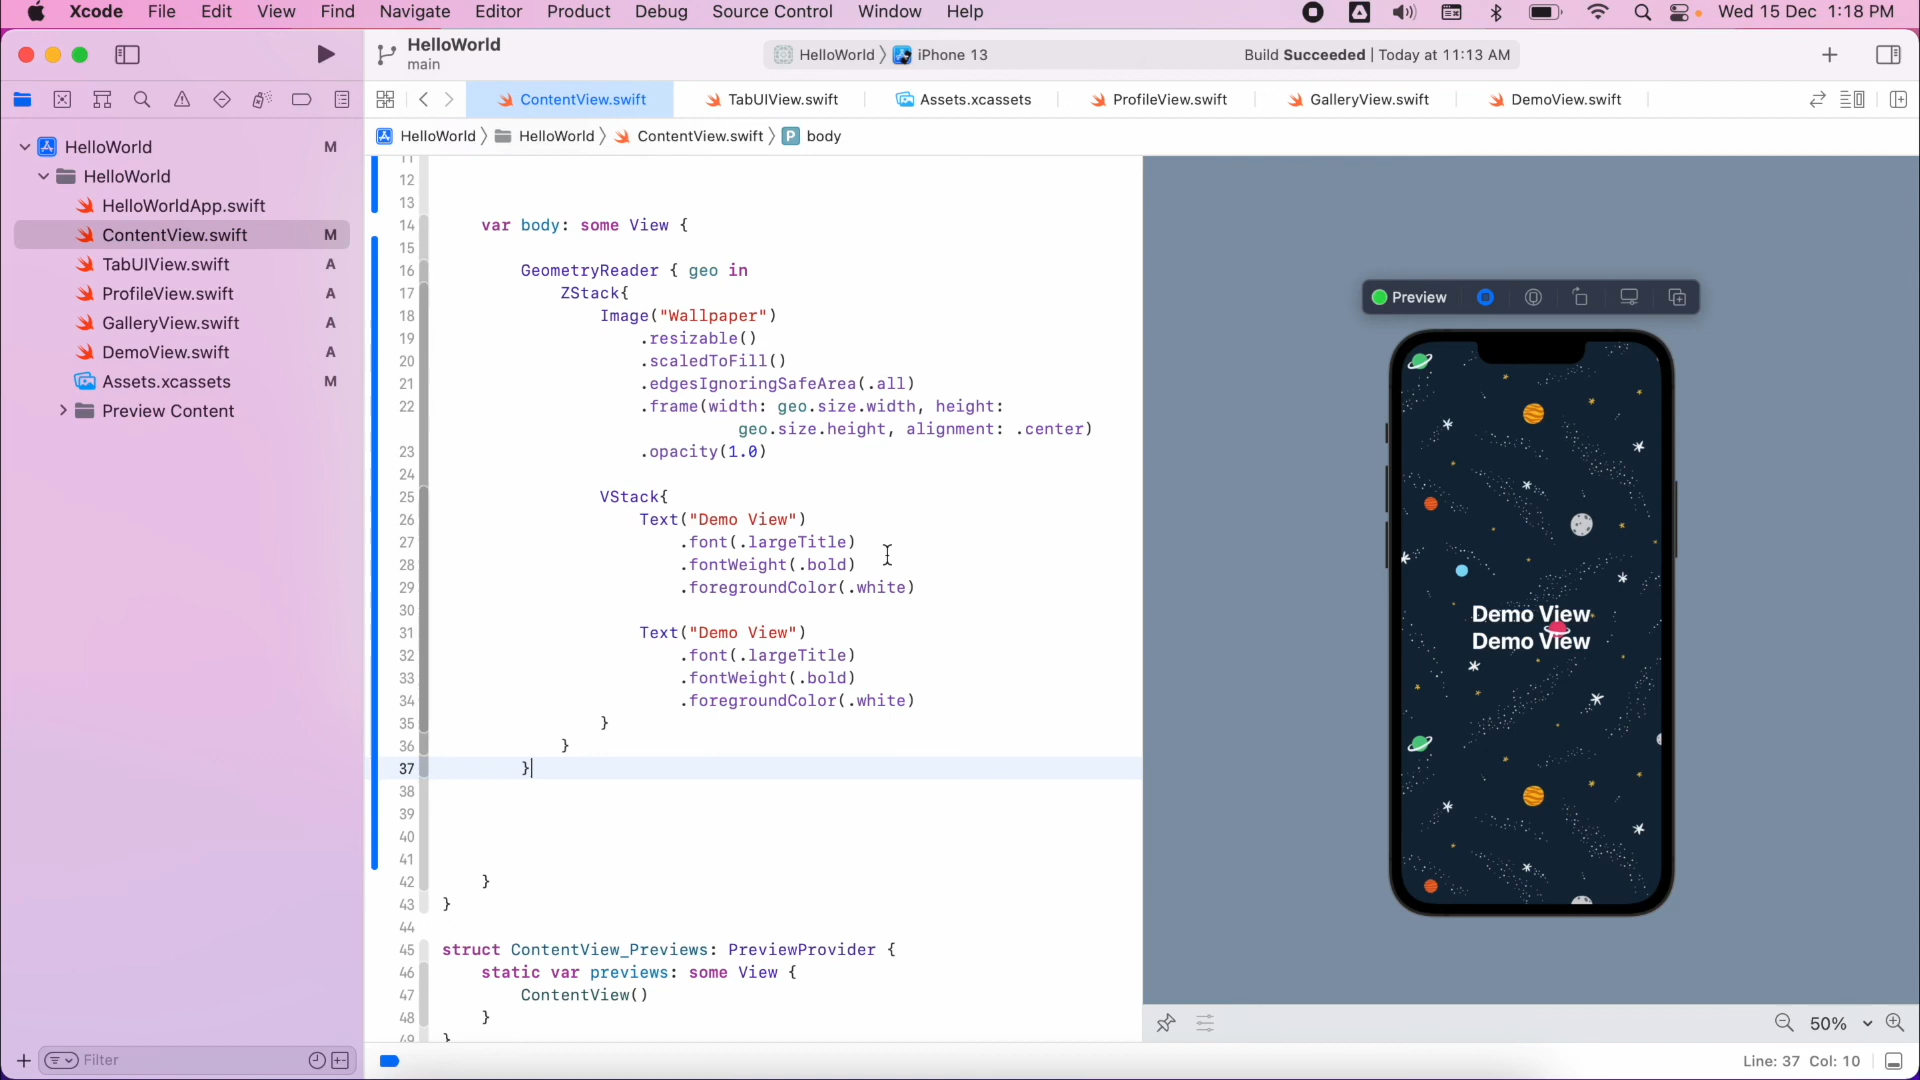 Xcode File Edit View Find Navigate Editor Product Debug Source Control Window Help Wed 15 Dec 1:18 PM
HelloWorld
main
HelloWorld iPhone 13 Build Succeeded | Today at 11:13 AM
ContentView.swift TabUIView.swift Assets.xcassets ProfileView.swift GalleryView.swift DemoView.swift
HelloWorld HelloWorld ContentView.swift P body
HelloWorld M
HelloWorld
HelloWorldApp.swift
ContentView.swift M
TabUIView.swift A
ProfileView.swift A
GalleryView.swift A
DemoView.swift A
Assets.xcassets M
Preview Content
Filter
11
12
13
14 var body: some View {
15
16 GeometryReader { geo in
17 ZStack{
18 Image("Wallpaper")
19 .resizable()
20 .scaledToFill()
21 .edgesIgnoringSafeArea(.all)
22 .frame(width: geo.size.width, height:
geo.size.height, alignment: .center)
23 .opacity(1.0)
24
25 VStack{
26 Text("Demo View")
27 .font(.largeTitle)
28 .fontWeight(.bold)
29 .foregroundColor(.white)
30
31 Text("Demo View")
32 .font(.largeTitle)
33 .fontWeight(.bold)
34 .foregroundColor(.white)
35 }
36 }
37 }
38
39
40
41
42 }
43 }
44
45 struct ContentView_Previews: PreviewProvider {
46 static var previews: some View {
47 ContentView()
48 }
49 }
Preview
Demo View
Demo View
50%
Line: 37 Col: 10